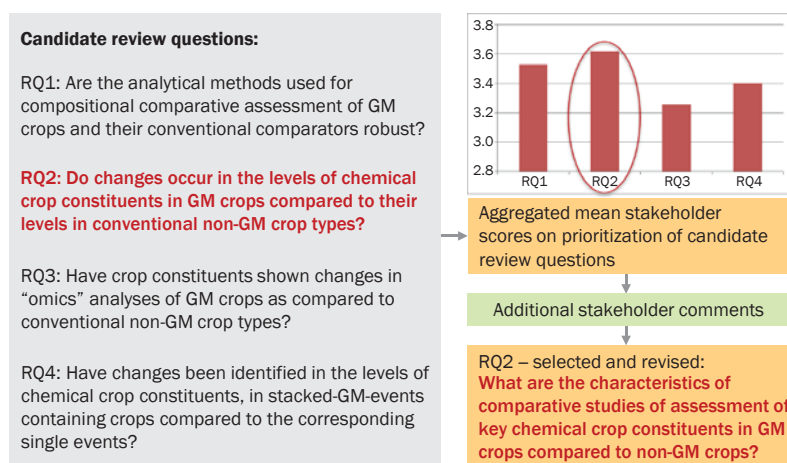 Candidate review questions:
RQ1: Are the analytical methods used for
compositional comparative assessment of GM
crops and their conventional comparators robust?
RQ2: Do changes occur in the levels of chemical
crop constituents in GM crops compared to their
levels in conventional non-GM crop types?
RQ3: Have crop constituents shown changes in
“omics” analyses of GM crops as compared to
conventional non-GM crop types?
RQ4: Have changes been identified in the levels of
chemical crop constituents, in stacked-GM-events
containing crops compared to the corresponding
single events?
3.8
3.6
3.4
3.2
3.0
2.8
RQ1 RQ2 RQ3 RQ4
Aggregated mean stakeholder
scores on prioritization of candidate
review questions
Additional stakeholder comments
RQ2 – selected and revised:
What are the characteristics of
comparative studies of assessment of
key chemical crop constituents in GM
crops compared to non-GM crops?